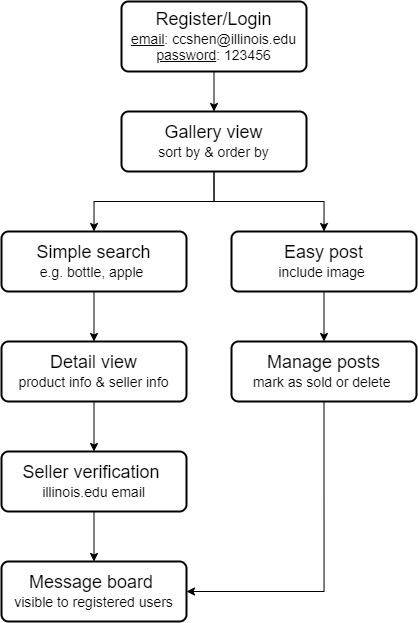 Register/Login
email: ccshen@illinois.edu
password: 123456
Gallery view
sort by & order by
Simple search
e.g. bottle, apple
Easy post
include image
Detail view
product info & seller info
Manage posts
mark as sold or delete
Seller verification
illinois.edu email
Message board
visible to registered users